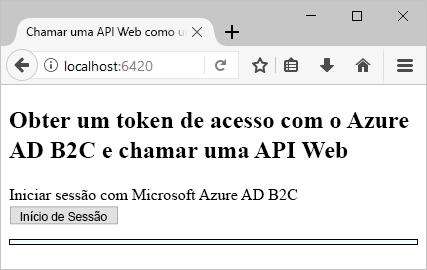 Chamar uma API Web como u
localhost:6420
Obter um token de acesso com o Azure
AD B2C e chamar uma API Web
Iniciar sessão com Microsoft Azure AD B2C
Início de Sessão